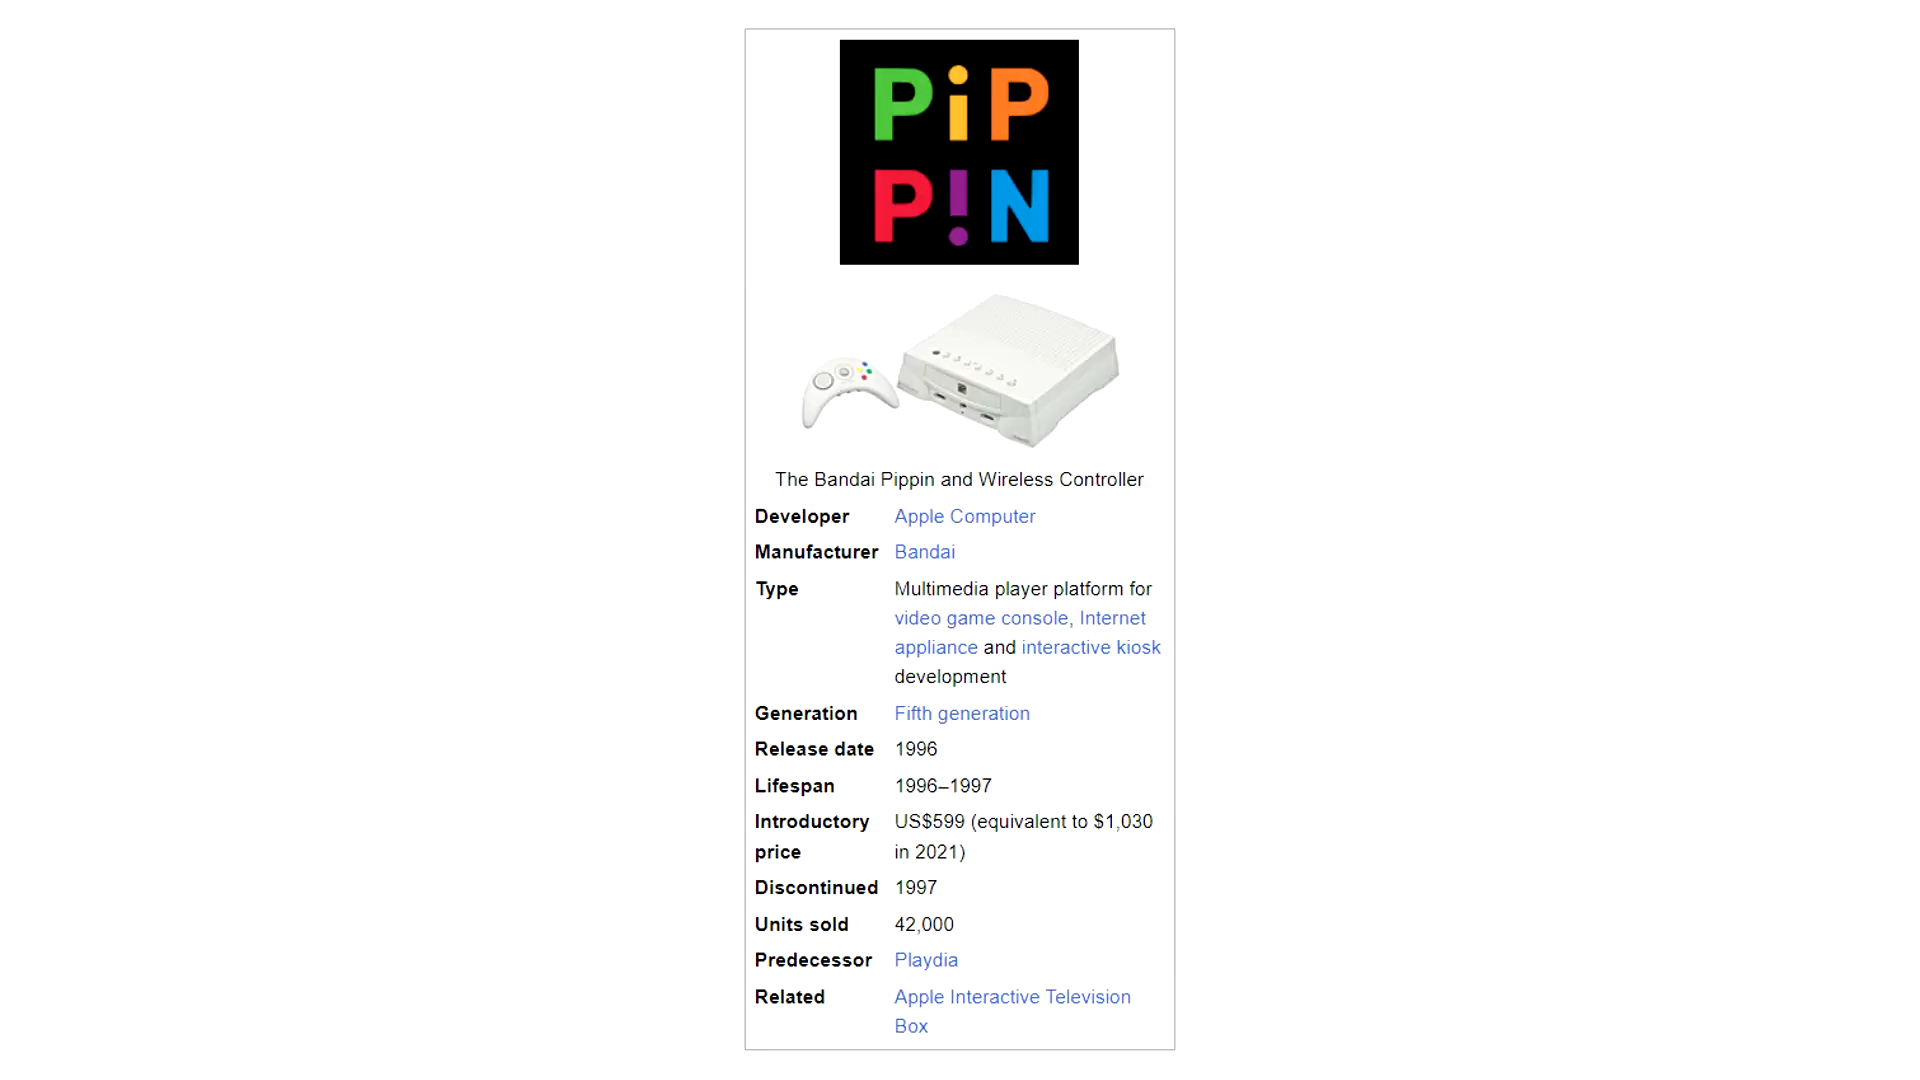 PiP
P!N
The Bandai Pippin and Wireless Controller
Developer Apple Computer
Manufacturer Bandai
Type Multimedia player platform for
video game console, Internet
appliance and interactive kiosk
development
Generation Fifth generation
Release date 1996
Lifespan 1996–1997
Introductory US$599 (equivalent to $1,030
price in 2021)
Discontinued 1997
Units sold 42,000
Predecessor Playdia
Related Apple Interactive Television
Box